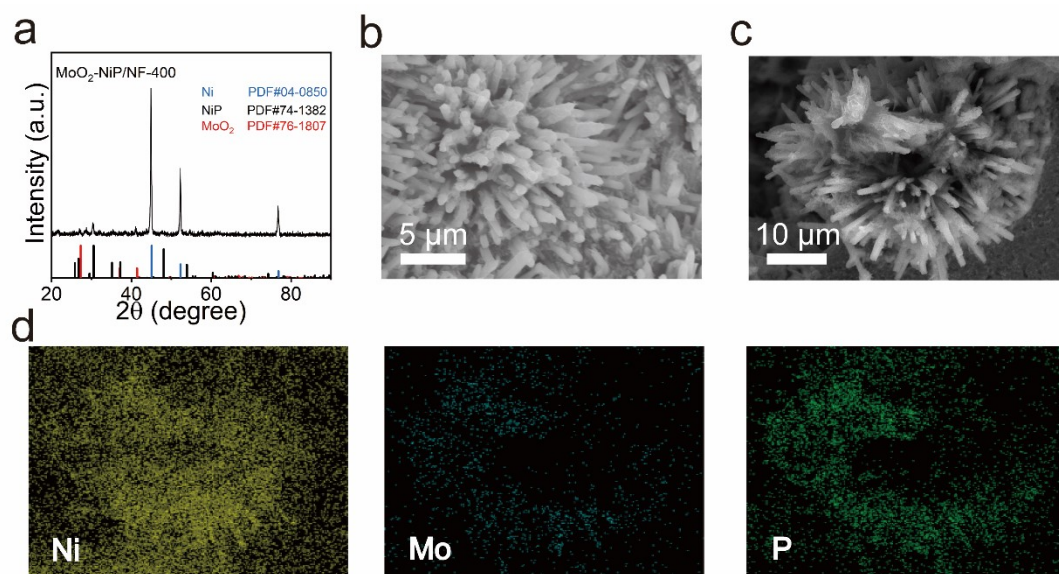 a
MoO₂-NiP/NF-400
Ni PDF#04-0850
NiP PDF#74-1382
MoO₂ PDF#76-1807
Intensity (a.u.)
20 40 60 80
2θ (degree)
b
5 μm
c
10 μm
d
Ni
Mo
P